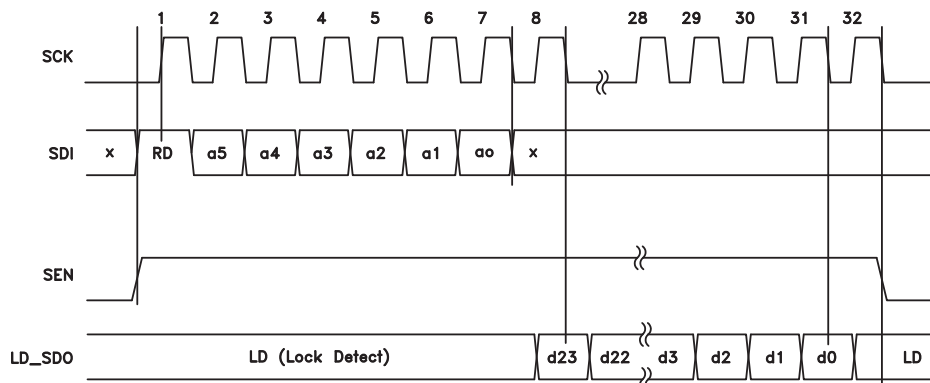 1 2 3 4 5 6 7 8 28 29 30 31 32
SCK
SDI x RD a5 a4 a3 a2 a1 ao x
SEN
LD_SDO LD (Lock Detect) d23 d22 d3 d2 d1 d0 LD